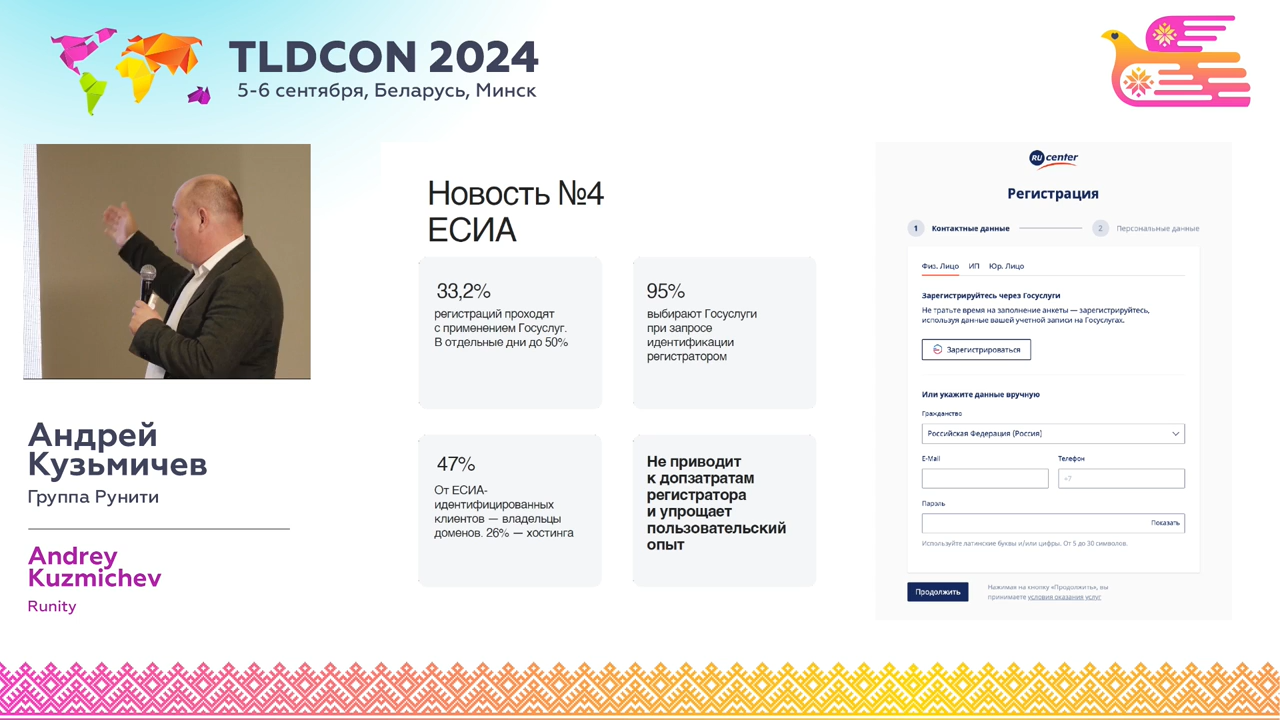 TLDCON 2024
5-6 сентября, Беларусь, Минск
Андрей
Кузьмичев
Группа Рунити
Andrey
Kuzmichev
Runity
Новость №4
ЕСИА
33,2%
регистраций проходят
с применением Госуслуг.
В отдельные дни до 50%
95%
выбирают Госуслуги
при запросе
идентификации
регистратором
47%
От ЕСИА-
идентифицированных
клиентов — владельцы
доменов. 26% — хостинга
Не приводит
к допзатратам
регистратора
и упрощает
пользовательский
опыт
RU center
Регистрация
1 Контактные данные 2 Персональные данные
Физ. Лицо ИП Юр. Лицо
Зарегистрируйтесь через Госуслуги
Не тратьте время на заполнение анкеты — зарегистрируйтесь,
используя данные вашей учетной записи на Госуслугах.
Зарегистрироваться
Или укажите данные вручную
Гражданство
Российская Федерация (Россия)
E-Mail Телефон
+7
Пароль
Показать
Используйте латинские буквы и/или цифры. От 5 до 30 символов.
Продолжить
Нажимая на кнопку «Продолжить», вы
принимаете условия оказания услуг